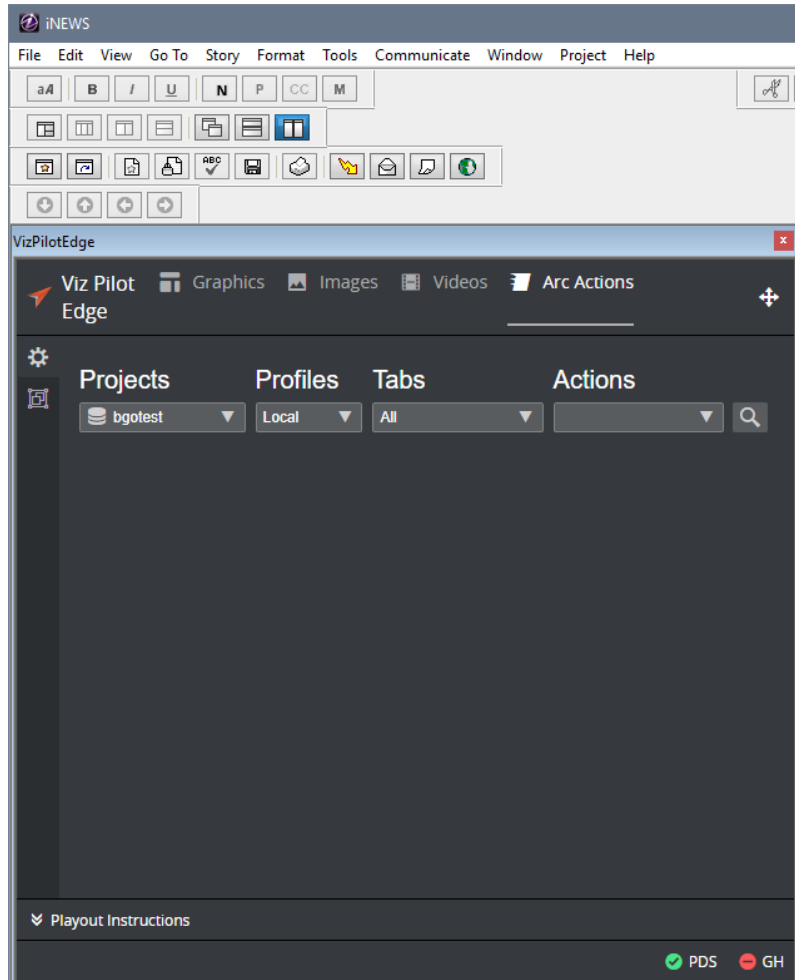 iNEWS
File Edit View Go To Story Format Tools Communicate Window Project Help
aA B I U N P CC M
ABC
VizPilotEdge x
Viz Pilot Edge Graphics Images Videos Arc Actions
Projects Profiles Tabs Actions
bgotest Local All
Playout Instructions
PDS GH